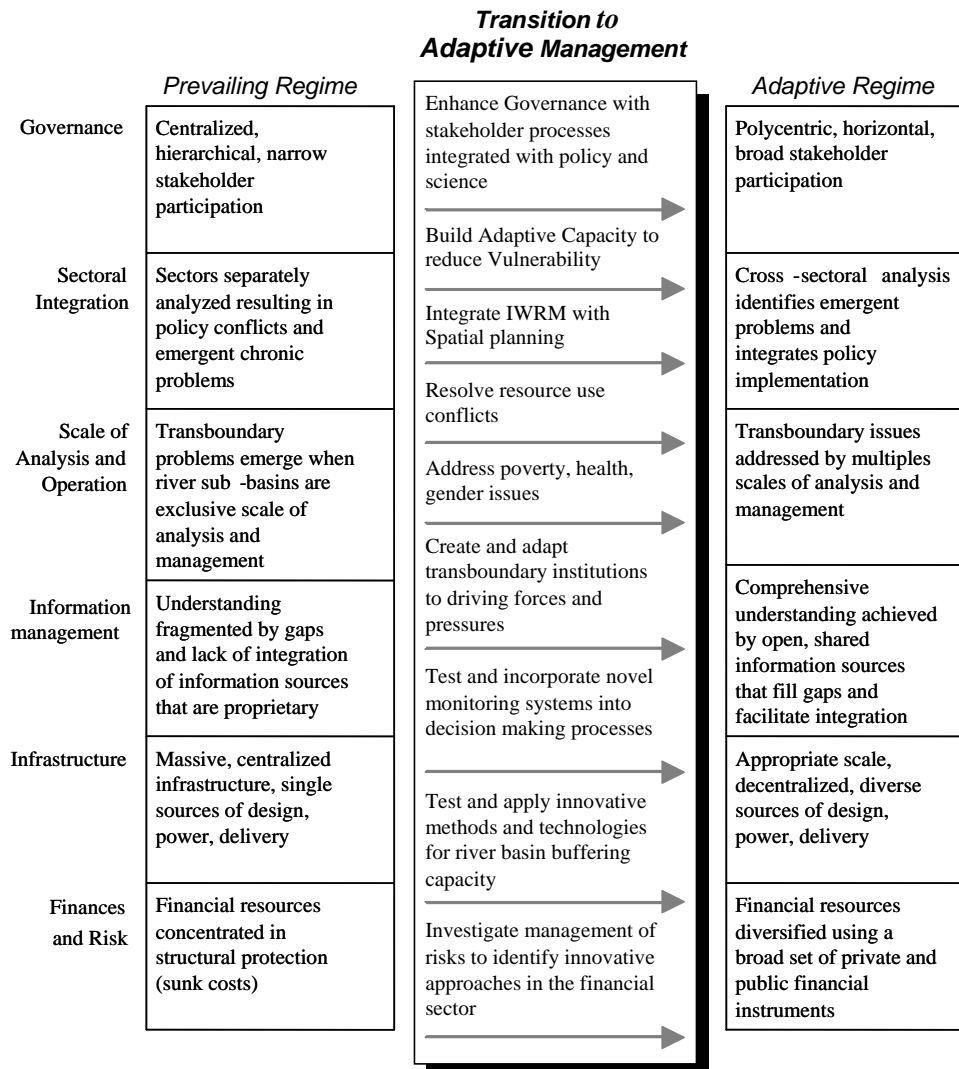 Transition to
Adaptive Management
Prevailing Regime
Adaptive Regime
Governance
Centralized,
hierarchical, narrow
stakeholder
participation
Sectoral
Integration
Sectors separately
analyzed resulting in
policy conflicts and
emergent chronic
problems
Scale of
Analysis and
Operation
Transboundary
problems emerge when
river sub -basins are
exclusive scale of
analysis and
management
Information
management
Understanding
fragmented by gaps
and lack of integration
of information sources
that are proprietary
Infrastructure
Massive, centralized
infrastructure, single
sources of design,
power, delivery
Finances
and Risk
Financial resources
concentrated in
structural protection
(sunk costs)
Enhance Governance with
stakeholder processes
integrated with policy and
science
Build Adaptive Capacity to
reduce Vulnerability
Integrate IWRM with
Spatial planning
Resolve resource use
conflicts
Address poverty, health,
gender issues
Create and adapt
transboundary institutions
to driving forces and
pressures
Test and incorporate novel
monitoring systems into
decision making processes
Test and apply innovative
methods and technologies
for river basin buffering
capacity
Investigate management of
risks to identify innovative
approaches in the financial
sector
Polycentric, horizontal,
broad stakeholder
participation
Cross -sectoral analysis
identifies emergent
problems and
integrates policy
implementation
Transboundary issues
addressed by multiples
scales of analysis and
management
Comprehensive
understanding achieved
by open, shared
information sources
that fill gaps and
facilitate integration
Appropriate scale,
decentralized, diverse
sources of design,
power, delivery
Financial resources
diversified using a
broad set of private and
public financial
instruments